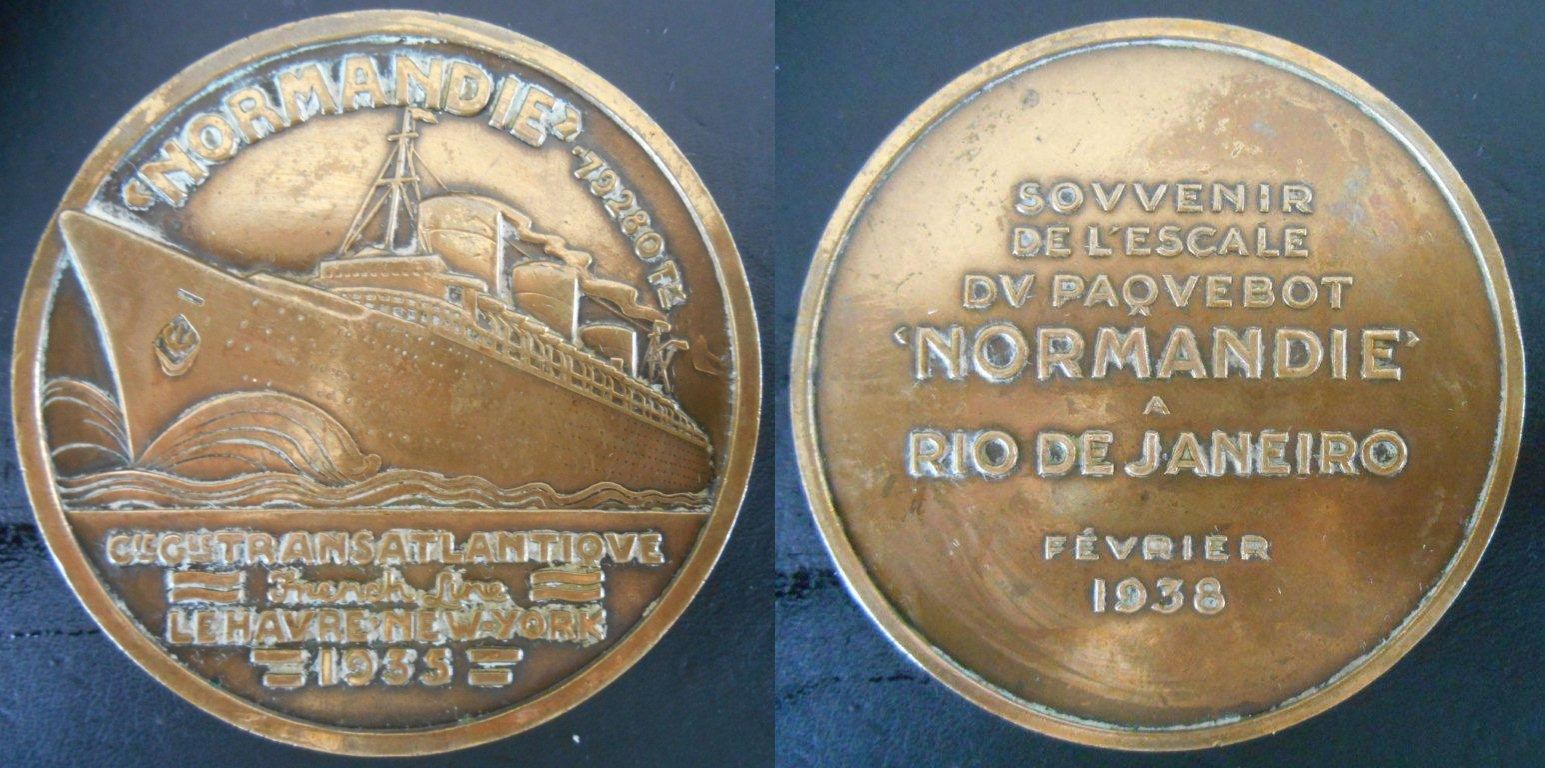 "NORMANDIE"
·79280 Tx
Cie Gle TRANSATLANTIQVE
French Line
LE HAVRE·NEW-YORK
1935
SOVVENIR
DE L'ESCALE
DV PAQVEBOT
"NORMANDIE"
A
RIO DE JANEIRO
FÉVRIER
1938